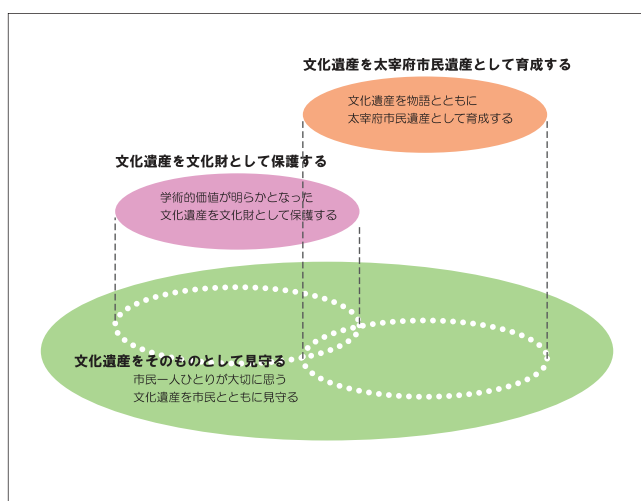 文化遺産を太宰府市民遺産として育成する
文化遺産を物語とともに
太宰府市民遺産として育成する
文化遺産を文化財として保護する
学術的価値が明らかとなった
文化遺産を文化財として保護する
文化遺産をそのものとして見守る
市民一人ひとりが大切に思う
文化遺産を市民とともに見守る